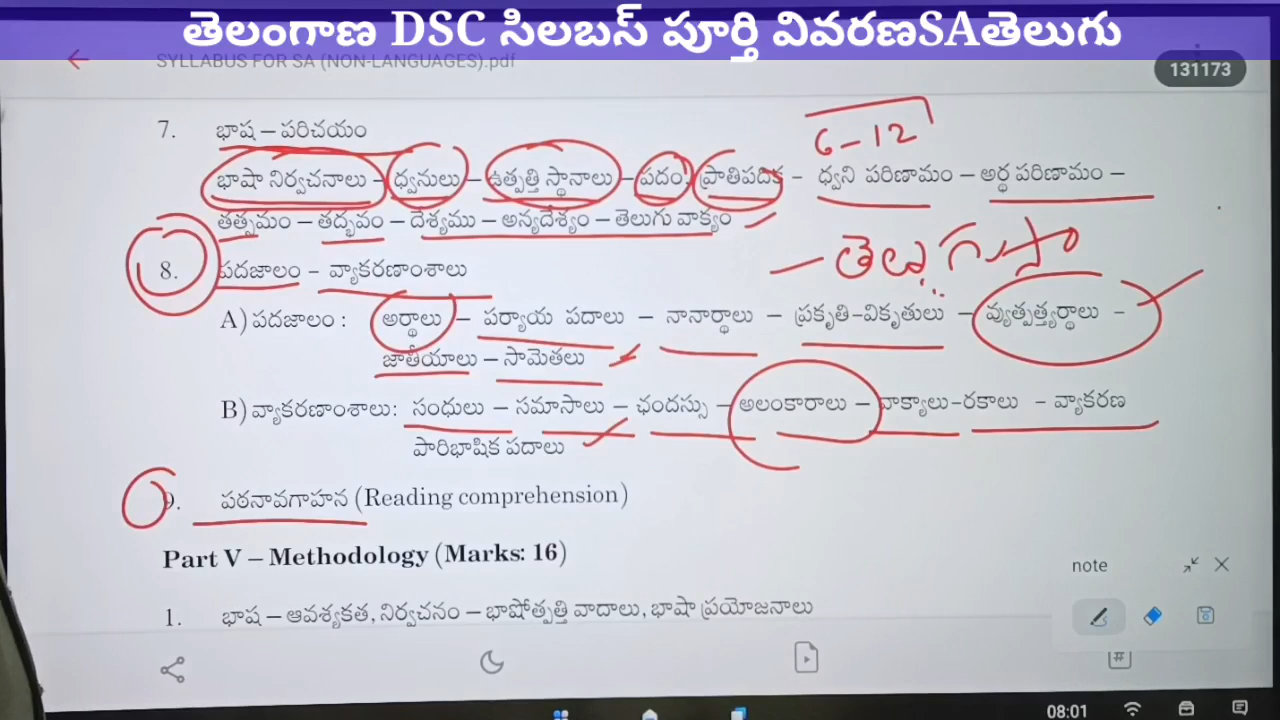 తెలంగాణ DSC సిలబస్ పూర్తి వివరణSAతెలుగు
SYLLABUS FOR SA (NON-LANGUAGES).pdf
131173
6-12
7. భాష – పరిచయం
భాషా నిర్వచనాలు – ధ్వనులు – ఉత్పత్తి స్థానాలు – పదం, ప్రాతిపదిక – ధ్వని పరిణామం – అర్థ పరిణామం –
తత్సమం – తద్భవం – దేశ్యము – అన్యదేశ్యం – తెలుగు వాక్యం
8. పదజాలం – వ్యాకరణాంశాలు
A) పదజాలం : అర్థాలు – పర్యాయ పదాలు – నానార్థాలు – ప్రకృతి–వికృతులు – వ్యుత్పత్త్యర్థాలు –
జాతీయాలు – సామెతలు
B) వ్యాకరణాంశాలు: సంధులు – సమాసాలు – ఛందస్సు – అలంకారాలు – వాక్యాలు–రకాలు – వ్యాకరణ
పారిభాషిక పదాలు
9. పఠనావగాహన (Reading comprehension)
Part V – Methodology (Marks: 16)
note
1. భాష – ఆవశ్యకత, నిర్వచనం – భాషోత్పత్తి వాదాలు, భాషా ప్రయోజనాలు
08:01